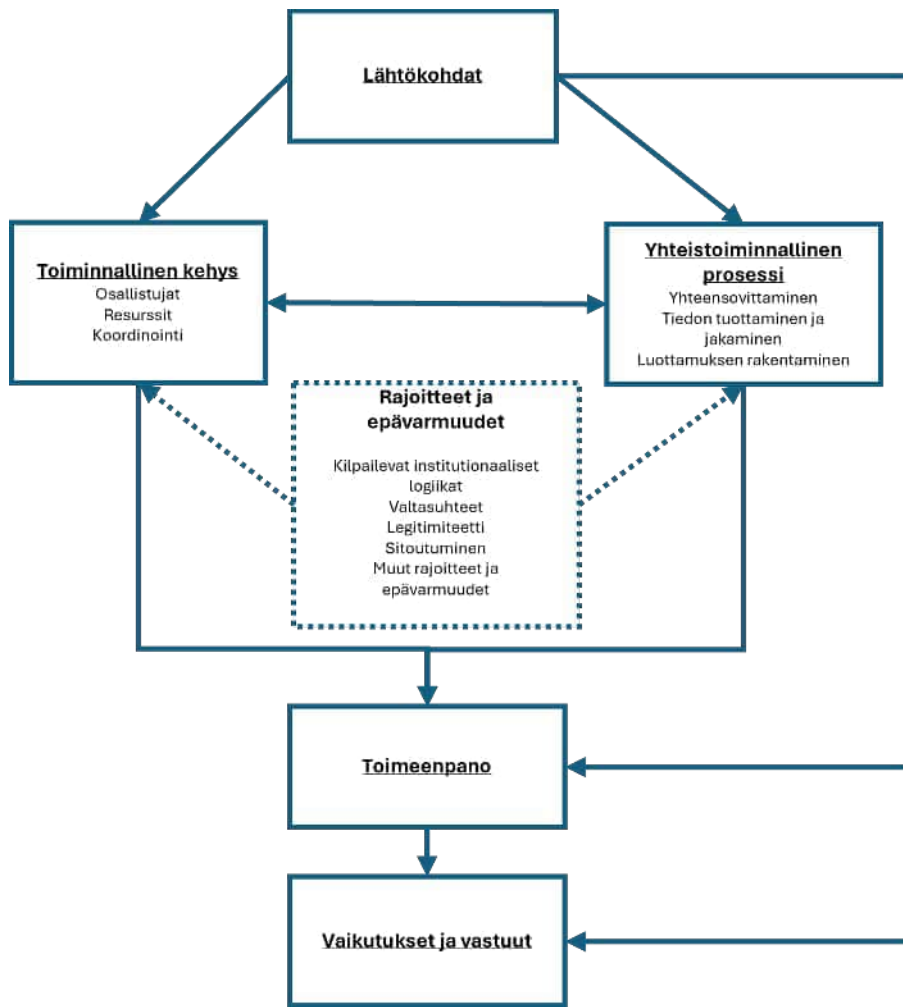 Lähtökohdat
Toiminnallinen kehys
Osallistujat
Resurssit
Koordinointi
Yhteistoiminnallinen
prosessi
Yhteensovittaminen
Tiedon tuottaminen ja
jakaminen
Luottamuksen rakentaminen
Rajoitteet ja
epävarmuudet
Kilpailevat institutionaaliset
logiikat
Valtasuhteet
Legitimiteetti
Sitoutuminen
Muut rajoitteet ja
epävarmuudet
Toimeenpano
Vaikutukset ja vastuut